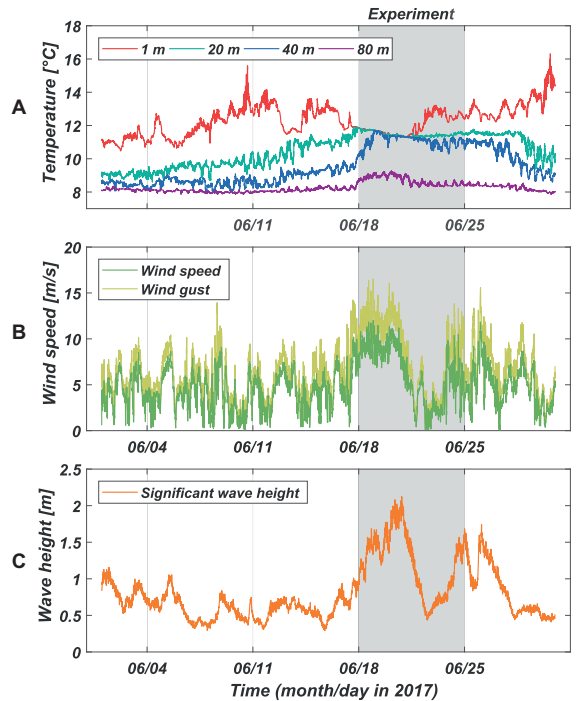 Experiment
A
Temperature [°C]
18
16
14
12
10
8
1 m 20 m 40 m 80 m
06/11 06/18 06/25
B
Wind speed [m/s]
20
15
10
5
0
Wind speed
Wind gust
06/04 06/11 06/18 06/25
C
Wave height [m]
2.5
2
1.5
1
0.5
0
Significant wave height
06/04 06/11 06/18 06/25
Time (month/day in 2017)